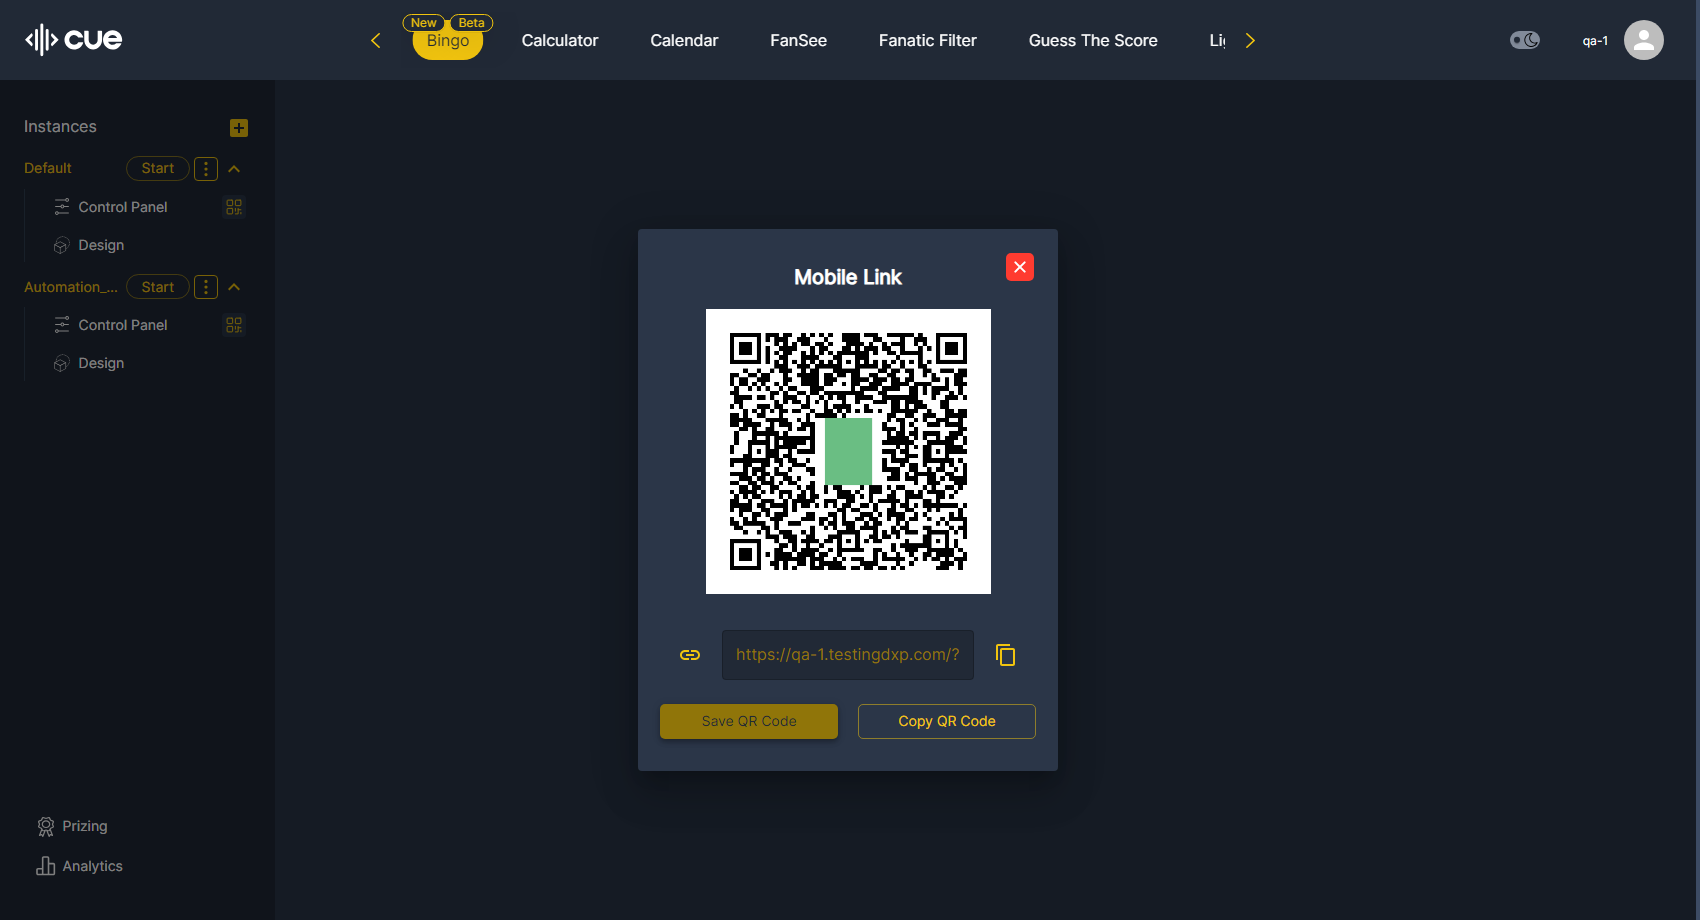 cue
New
Beta
Bingo
Calculator
Calendar
FanSee
Fanatic Filter
Guess The Score
qa-1
Instances
Default
Start
Control Panel
Design
Automation_...
Start
Control Panel
Design
Mobile Link
https://qa-1.testingdxp.com/?
Save QR Code
Copy QR Code
Prizing
Analytics